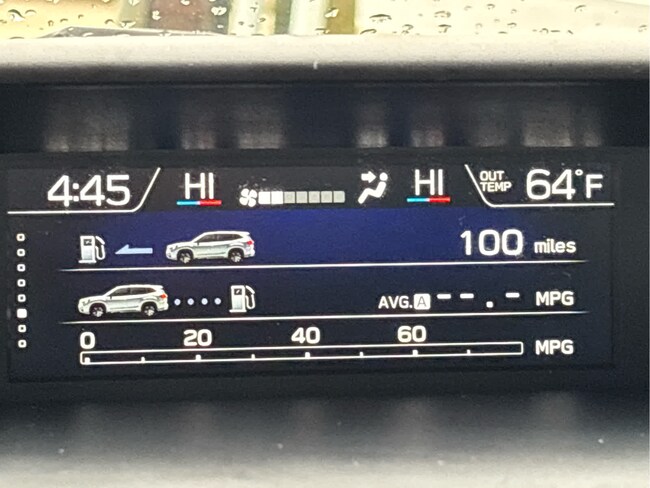 4:45 HI HI OUT TEMP 64°F
100 miles
AVG. A --.- MPG
0 20 40 60
MPG